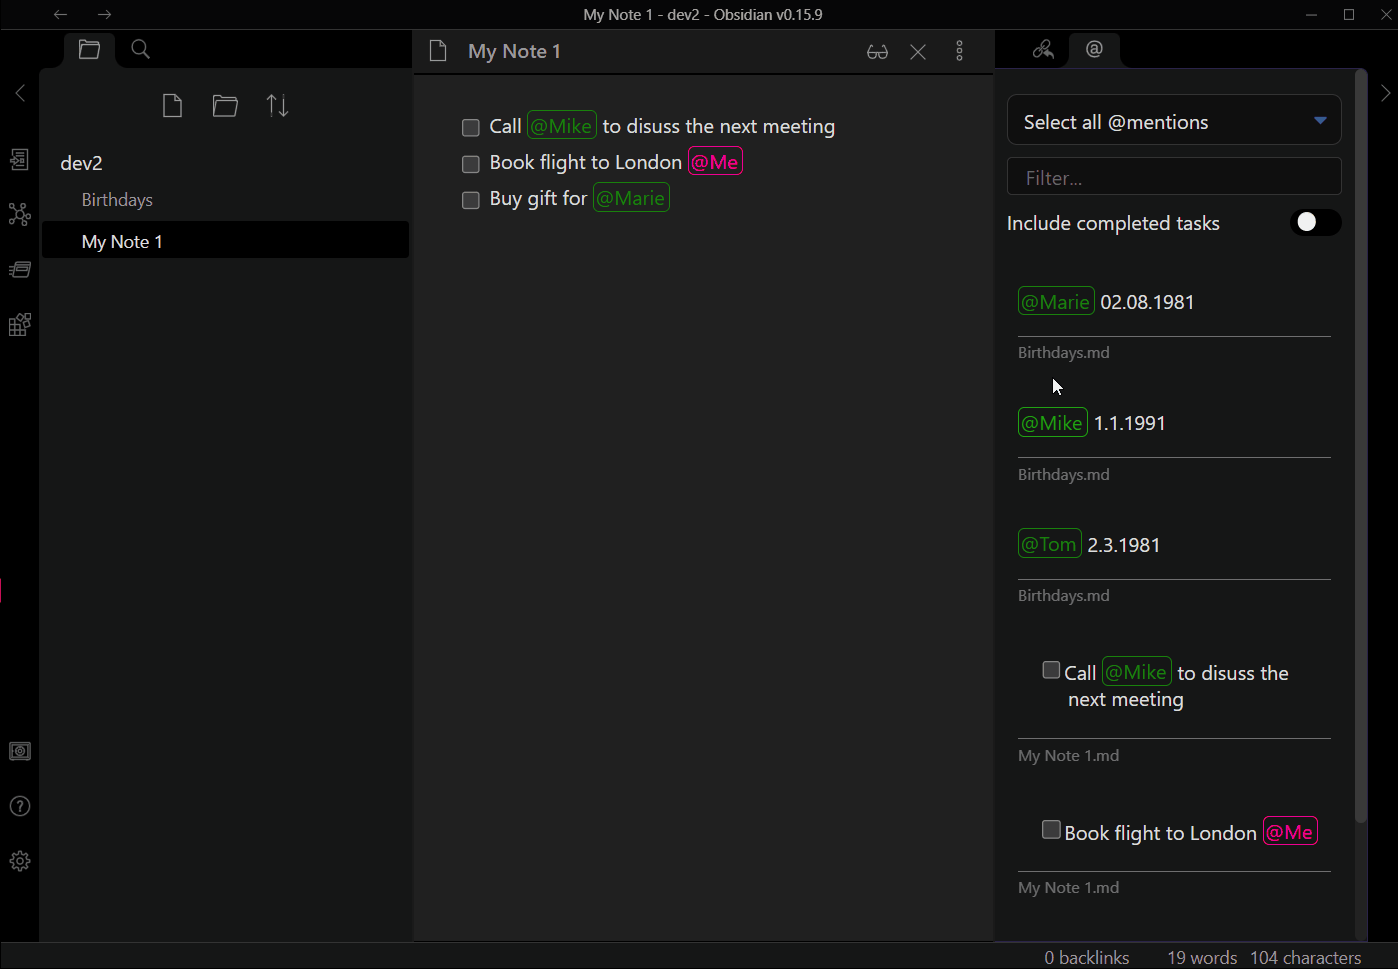 My Note 1 - dev2 - Obsidian v0.15.9
My Note 1
@
dev2
Birthdays
My Note 1
Call @Mike to disuss the next meeting
Book flight to London @Me
Buy gift for @Marie
Select all @mentions
Filter...
Include completed tasks
@Marie 02.08.1981
Birthdays.md
@Mike 1.1.1991
Birthdays.md
@Tom 2.3.1981
Birthdays.md
Call @Mike to disuss the
next meeting
My Note 1.md
Book flight to London @Me
My Note 1.md
0 backlinks 19 words 104 characters